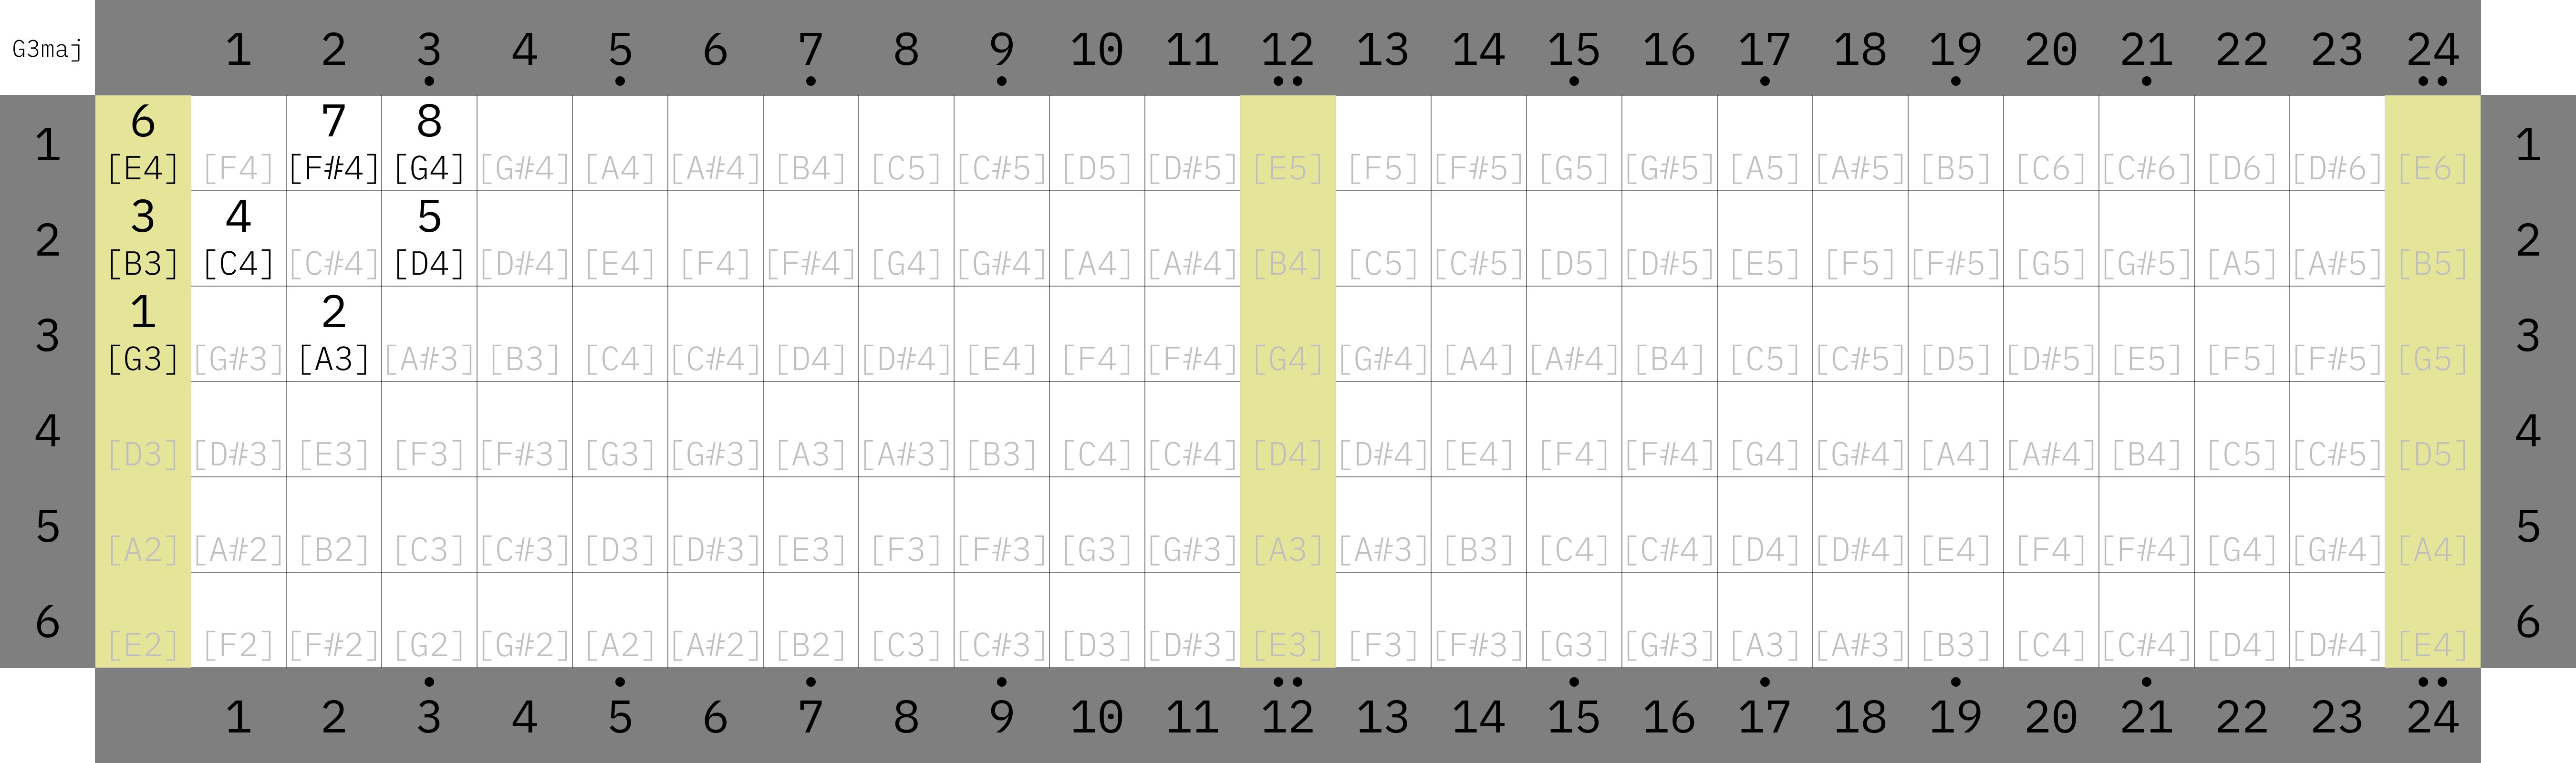 G3maj 1 2 3 4 5 6 7 8 9 10 11 12 13 14 15 16 17 18 19 20 21 22 23 24
6 7 8
1 [E4] [F4] [F#4] [G4] [G#4] [A4] [A#4] [B4] [C5] [C#5] [D5] [D#5] [E5] [F5] [F#5] [G5] [G#5] [A5] [A#5] [B5] [C6] [C#6] [D6] [D#6] [E6] 1
3 4 5
2 [B3] [C4] [C#4] [D4] [D#4] [E4] [F4] [F#4] [G4] [G#4] [A4] [A#4] [B4] [C5] [C#5] [D5] [D#5] [E5] [F5] [F#5] [G5] [G#5] [A5] [A#5] [B5] 2
1 2
3 [G3] [G#3] [A3] [A#3] [B3] [C4] [C#4] [D4] [D#4] [E4] [F4] [F#4] [G4] [G#4] [A4] [A#4] [B4] [C5] [C#5] [D5] [D#5] [E5] [F5] [F#5] [G5] 3
4 [D3] [D#3] [E3] [F3] [F#3] [G3] [G#3] [A3] [A#3] [B3] [C4] [C#4] [D4] [D#4] [E4] [F4] [F#4] [G4] [G#4] [A4] [A#4] [B4] [C5] [C#5] [D5] 4
5 [A2] [A#2] [B2] [C3] [C#3] [D3] [D#3] [E3] [F3] [F#3] [G3] [G#3] [A3] [A#3] [B3] [C4] [C#4] [D4] [D#4] [E4] [F4] [F#4] [G4] [G#4] [A4] 5
6 [E2] [F2] [F#2] [G2] [G#2] [A2] [A#2] [B2] [C3] [C#3] [D3] [D#3] [E3] [F3] [F#3] [G3] [G#3] [A3] [A#3] [B3] [C4] [C#4] [D4] [D#4] [E4] 6
1 2 3 4 5 6 7 8 9 10 11 12 13 14 15 16 17 18 19 20 21 22 23 24